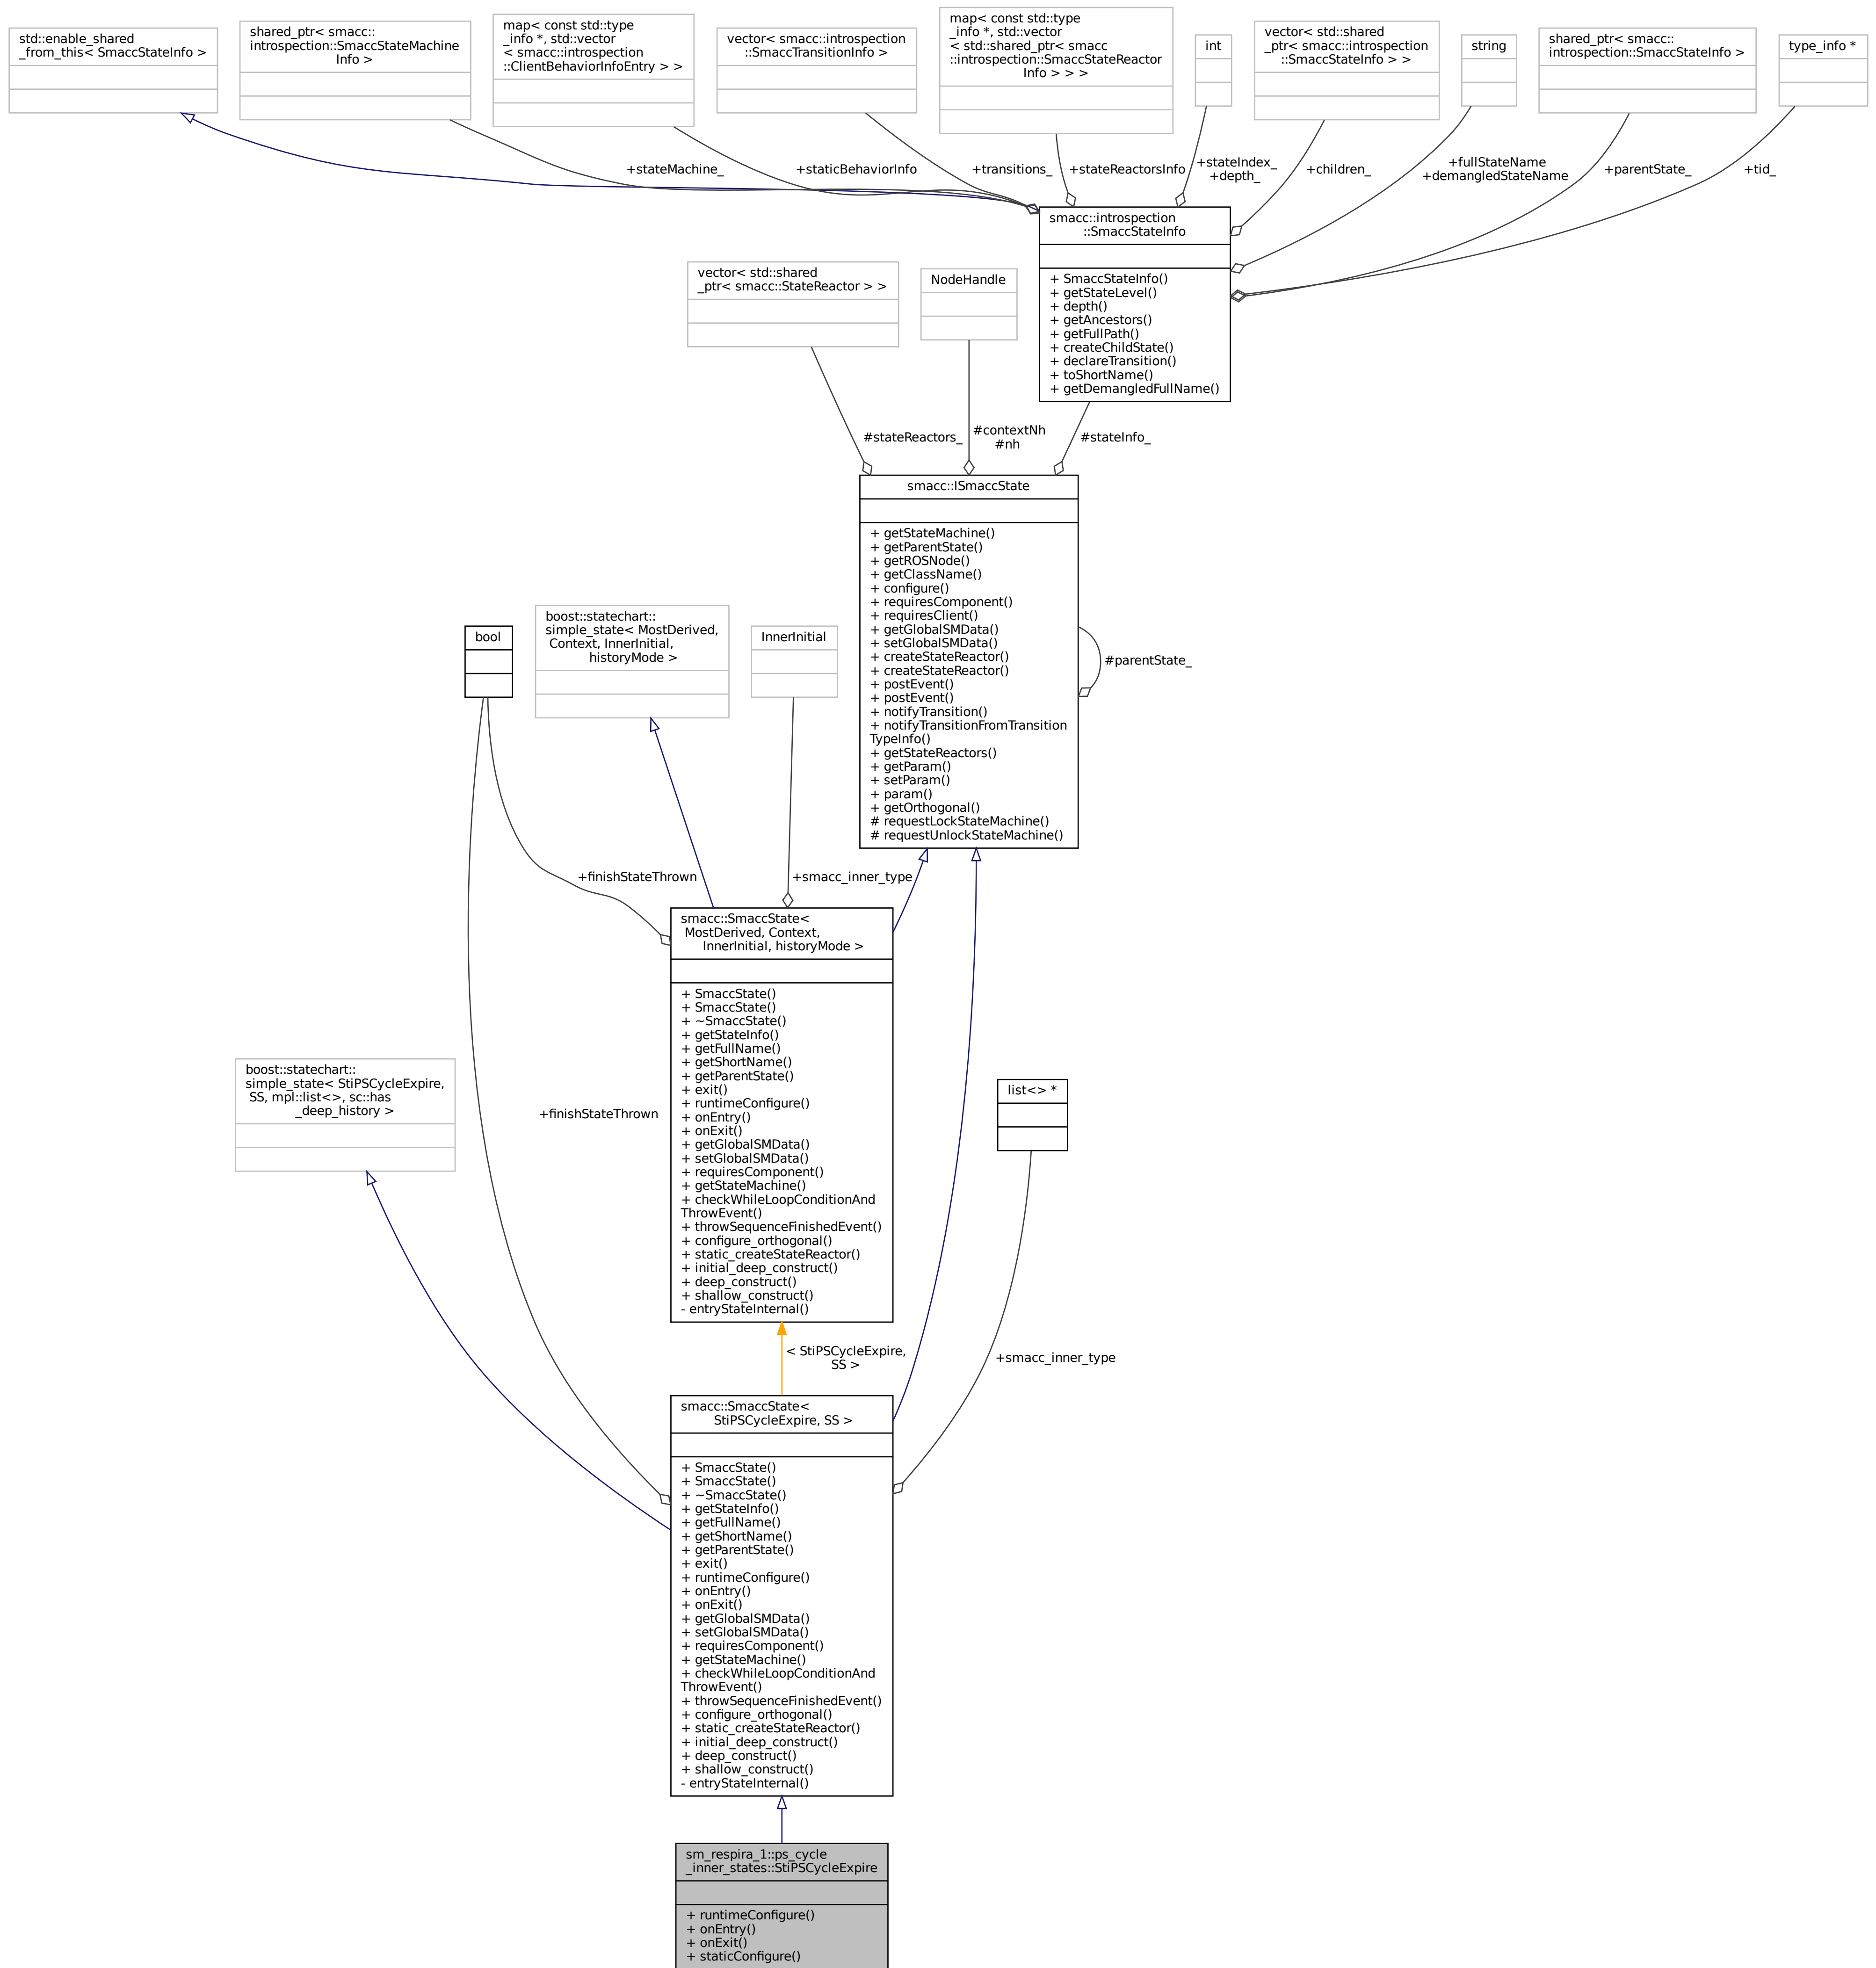 std::enable_shared
_from_this< SmaccStateInfo >
shared_ptr< smacc::
introspection::SmaccStateMachine
Info >
map< const std::type
_info *, std::vector
< smacc::introspection
::ClientBehaviorInfoEntry > >
vector< smacc::introspection
::SmaccTransitionInfo >
map< const std::type
_info *, std::vector
< std::shared_ptr< smacc
::introspection::SmaccStateReactor
Info > > >
int
vector< std::shared
_ptr< smacc::introspection
::SmaccStateInfo > >
string
shared_ptr< smacc::
introspection::SmaccStateInfo >
type_info *
+stateMachine_
+staticBehaviorInfo
+transitions_
+stateReactorsInfo
+stateIndex_
+depth_
+children_
+fullStateName
+demangledStateName
+parentState_
+tid_
smacc::introspection
::SmaccStateInfo
+ SmaccStateInfo()
+ getStateLevel()
+ depth()
+ getAncestors()
+ getFullPath()
+ createChildState()
+ declareTransition()
+ toShortName()
+ getDemangledFullName()
vector< std::shared
_ptr< smacc::StateReactor > >
NodeHandle
#stateReactors_
#contextNh
#nh
#stateInfo_
smacc::ISmaccState
+ getStateMachine()
+ getParentState()
+ getROSNode()
+ getClassName()
+ configure()
+ requiresComponent()
+ requiresClient()
+ getGlobalSMData()
+ setGlobalSMData()
+ createStateReactor()
+ createStateReactor()
+ postEvent()
+ postEvent()
+ notifyTransition()
+ notifyTransitionFromTransition
TypeInfo()
+ getStateReactors()
+ getParam()
+ setParam()
+ param()
+ getOrthogonal()
# requestLockStateMachine()
# requestUnlockStateMachine()
#parentState_
bool
boost::statechart::
simple_state< MostDerived,
Context, InnerInitial,
historyMode >
InnerInitial
+finishStateThrown
+smacc_inner_type
smacc::SmaccState<
MostDerived, Context,
InnerInitial, historyMode >
+ SmaccState()
+ SmaccState()
+ ~SmaccState()
+ getStateInfo()
+ getFullName()
+ getShortName()
+ getParentState()
+ exit()
+ runtimeConfigure()
+ onEntry()
+ onExit()
+ getGlobalSMData()
+ setGlobalSMData()
+ requiresComponent()
+ getStateMachine()
+ checkWhileLoopConditionAnd
ThrowEvent()
+ throwSequenceFinishedEvent()
+ configure_orthogonal()
+ static_createStateReactor()
+ initial_deep_construct()
+ deep_construct()
+ shallow_construct()
- entryStateInternal()
boost::statechart::
simple_state< StiPSCycleExpire,
SS, mpl::list<>, sc::has
_deep_history >
+finishStateThrown
list<> *
< StiPSCycleExpire,
SS >
+smacc_inner_type
smacc::SmaccState<
StiPSCycleExpire, SS >
+ SmaccState()
+ SmaccState()
+ ~SmaccState()
+ getStateInfo()
+ getFullName()
+ getShortName()
+ getParentState()
+ exit()
+ runtimeConfigure()
+ onEntry()
+ onExit()
+ getGlobalSMData()
+ setGlobalSMData()
+ requiresComponent()
+ getStateMachine()
+ checkWhileLoopConditionAnd
ThrowEvent()
+ throwSequenceFinishedEvent()
+ configure_orthogonal()
+ static_createStateReactor()
+ initial_deep_construct()
+ deep_construct()
+ shallow_construct()
- entryStateInternal()
sm_respira_1::ps_cycle
_inner_states::StiPSCycleExpire
+ runtimeConfigure()
+ onEntry()
+ onExit()
+ staticConfigure()